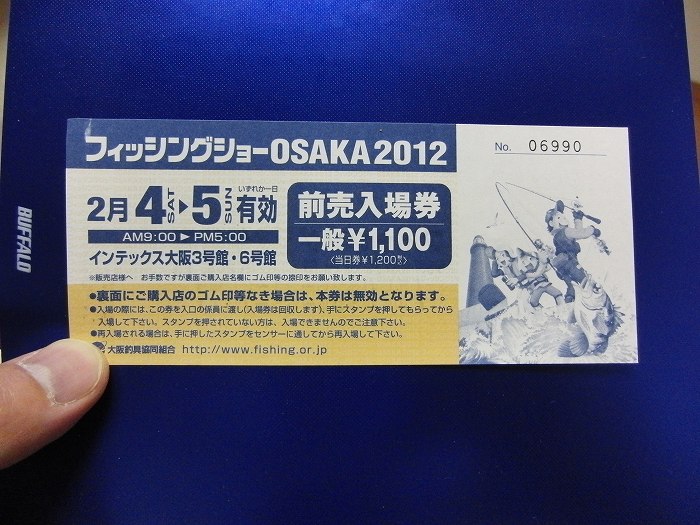 フィッシングショーOSAKA2012
No. 06990
2月4SAT▶5SUN いずれか一日 有効
AM9:00▶PM5:00
インテックス大阪3号館・6号館
前売入場券
一般¥1,100
〈当日券¥1,200
※販売店様へ お手数ですが裏面ご購入店名欄にゴム印等の捺印をお願い致します。
●裏面にご購入店のゴム印等なき場合は、本券は無効となります。
●入場の際には、この券を入口の係員に渡し(入場券は回収します)、手にスタンプを押してもらってから
入場して下さい。スタンプを押されていない方は、入場できませんのでご注意下さい。
●再入場される場合は、手に押したスタンプをセンサーに通してから再入場して下さい。
大阪釣具協同組合 http://www.fishing.or.jp
BUFFALO